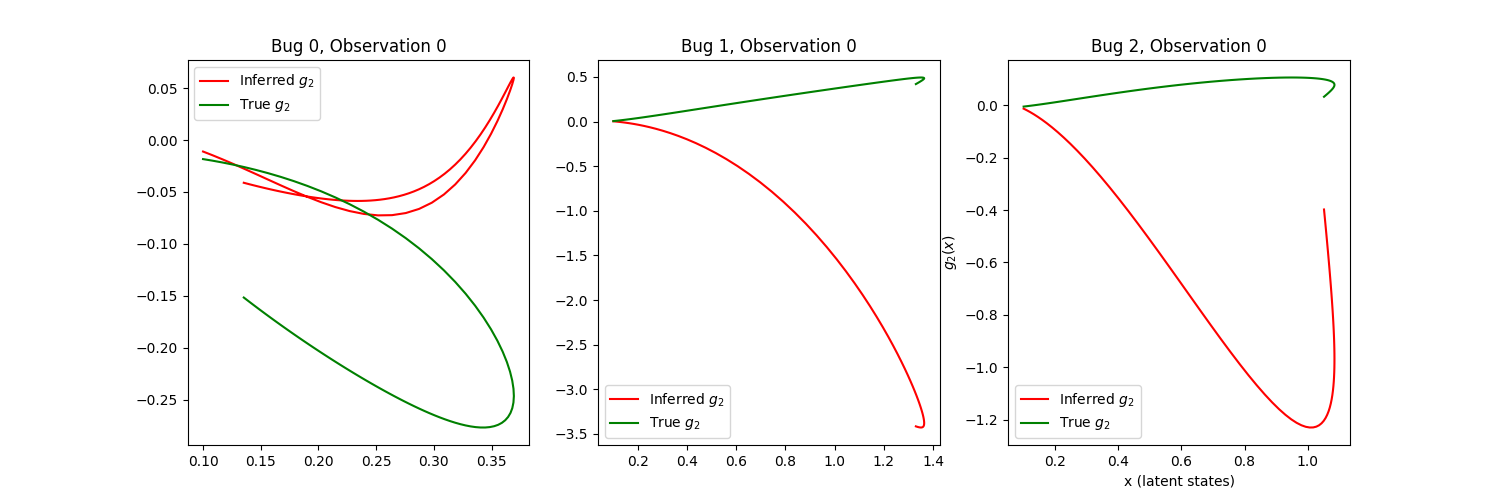 Bug 0, Observation 0
Inferred g₂
True g₂
0.05
0.00
−0.05
−0.10
−0.15
−0.20
−0.25
0.10 0.15 0.20 0.25 0.30 0.35
Bug 1, Observation 0
0.5
0.0
−0.5
−1.0
−1.5
−2.0
−2.5
−3.0
−3.5
Inferred g₂
True g₂
0.2 0.4 0.6 0.8 1.0 1.2 1.4
Bug 2, Observation 0
g₂(x)
0.0
−0.2
−0.4
−0.6
−0.8
−1.0
−1.2
Inferred g₂
True g₂
0.2 0.4 0.6 0.8 1.0
x (latent states)